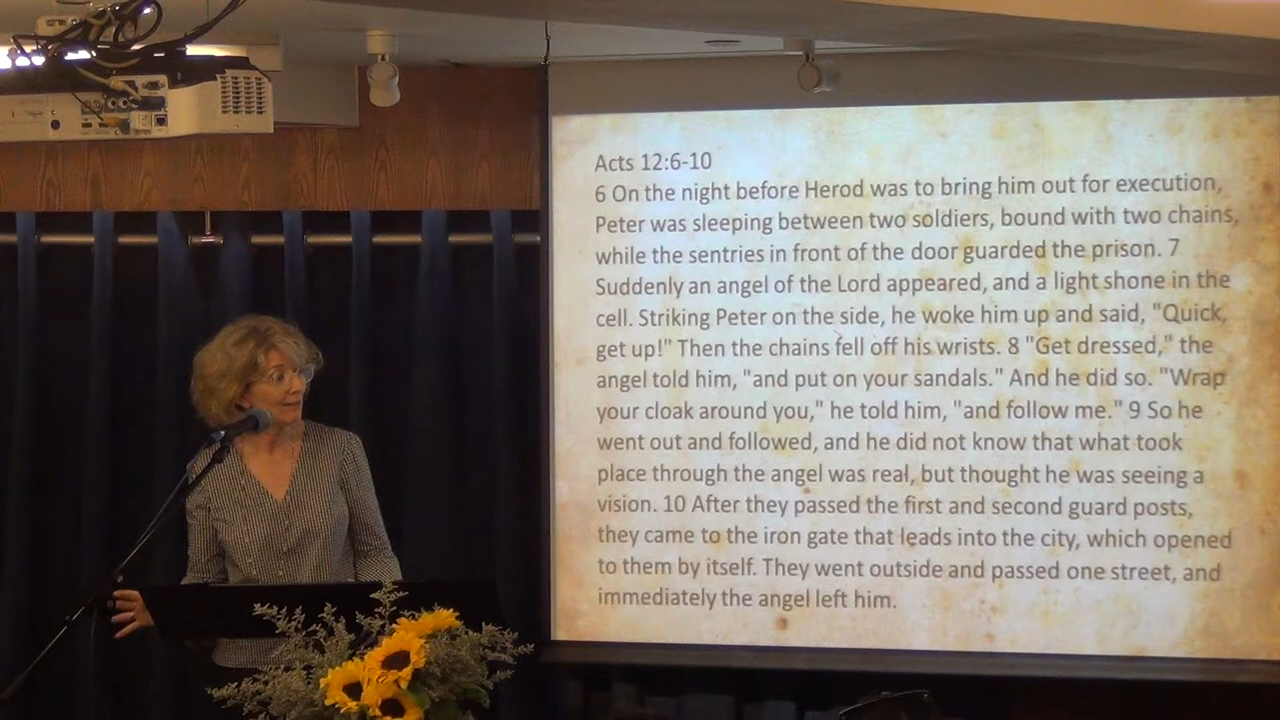 Acts 12:6-10
6 On the night before Herod was to bring him out for execution,
Peter was sleeping between two soldiers, bound with two chains,
while the sentries in front of the door guarded the prison. 7
Suddenly an angel of the Lord appeared, and a light shone in the
cell. Striking Peter on the side, he woke him up and said, "Quick,
get up!" Then the chains fell off his wrists. 8 "Get dressed," the
angel told him, "and put on your sandals." And he did so. "Wrap
your cloak around you," he told him, "and follow me." 9 So he
went out and followed, and he did not know that what took
place through the angel was real, but thought he was seeing a
vision. 10 After they passed the first and second guard posts,
they came to the iron gate that leads into the city, which opened
to them by itself. They went outside and passed one street, and
immediately the angel left him.